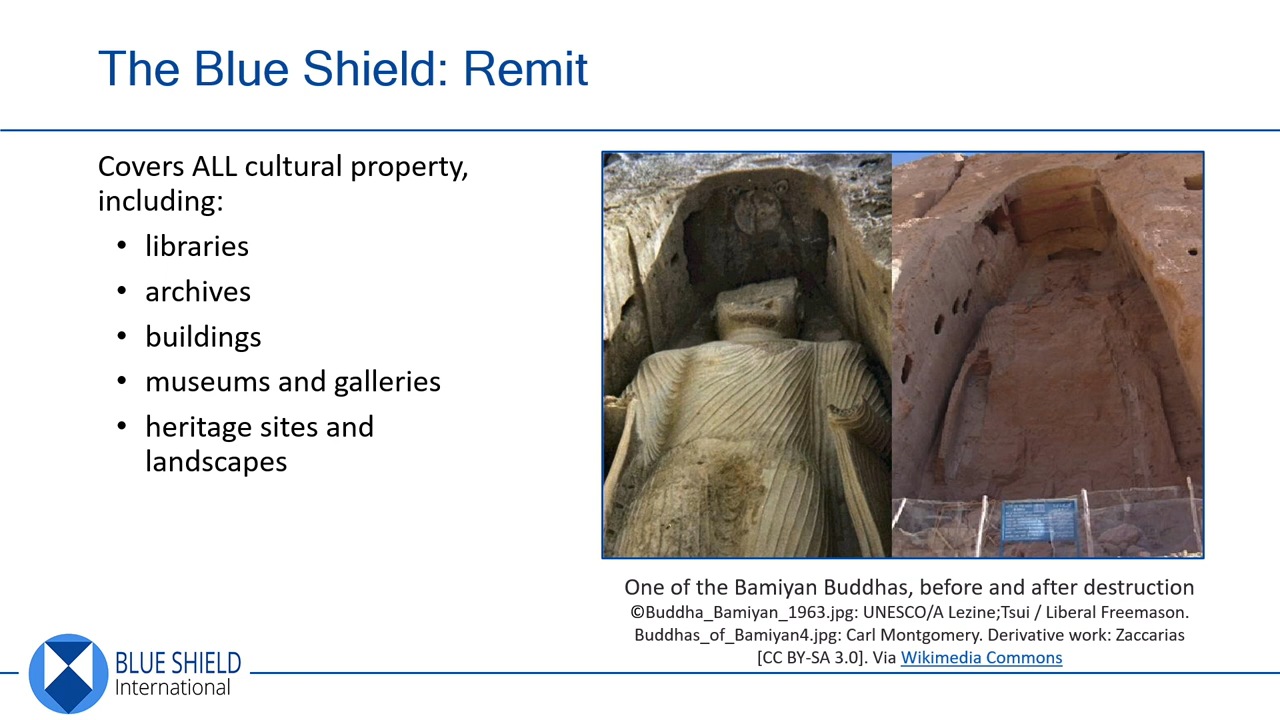 The Blue Shield: Remit
Covers ALL cultural property,
including:
• libraries
• archives
• buildings
• museums and galleries
• heritage sites and
landscapes
One of the Bamiyan Buddhas, before and after destruction
©Buddha_Bamiyan_1963.jpg: UNESCO/A Lezine;Tsui / Liberal Freemason.
Buddhas_of_Bamiyan4.jpg: Carl Montgomery. Derivative work: Zaccarias
[CC BY-SA 3.0]. Via Wikimedia Commons
BLUE SHIELD
International